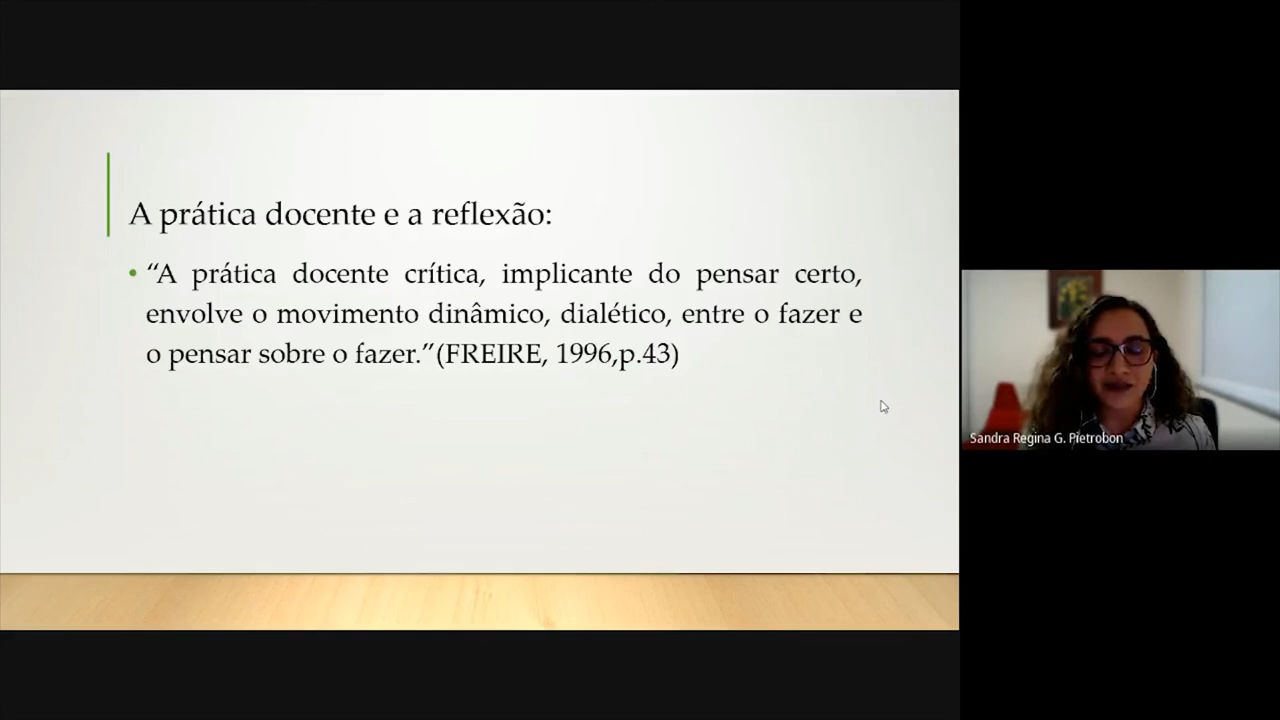 A prática docente e a reflexão:
• “A prática docente crítica, implicante do pensar certo,
envolve o movimento dinâmico, dialético, entre o fazer e
o pensar sobre o fazer.”(FREIRE, 1996,p.43)
Sandra Regina G. Pietrobon